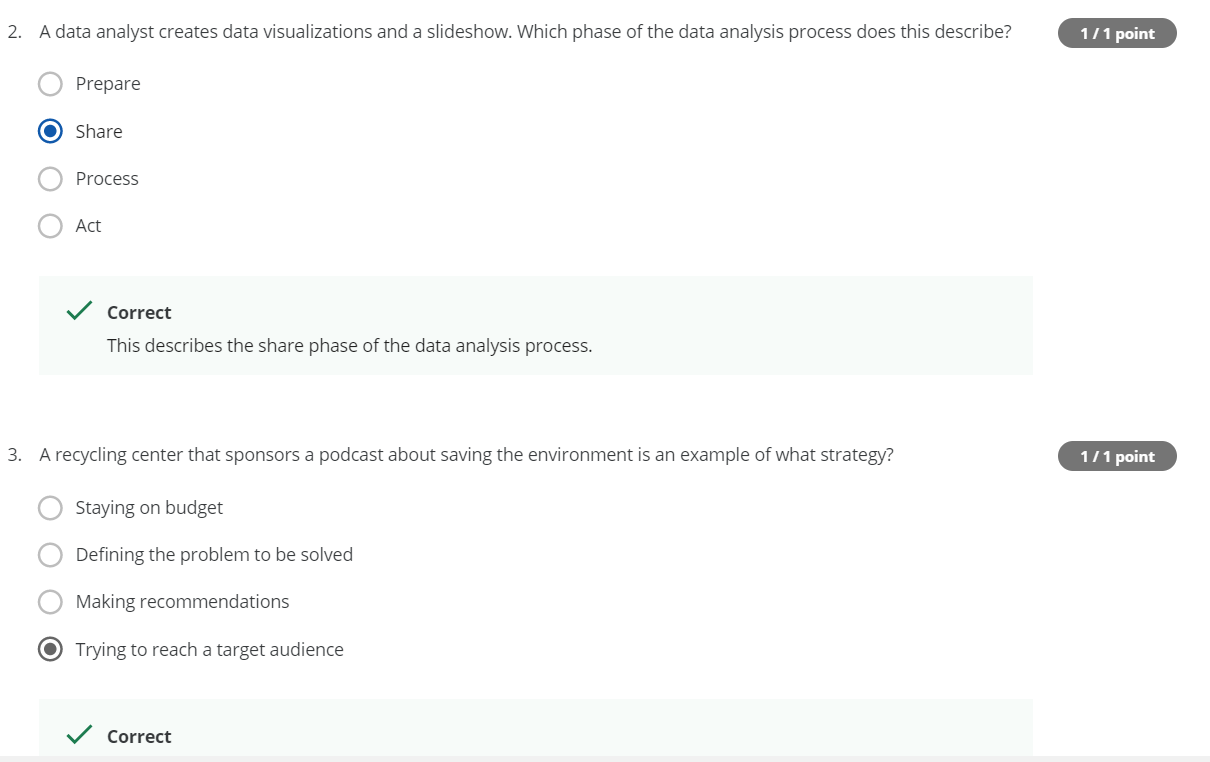 2. A data analyst creates data visualizations and a slideshow. Which phase of the data analysis process does this describe? 1 / 1 point
Prepare
Share
Process
Act
Correct
This describes the share phase of the data analysis process.
3. A recycling center that sponsors a podcast about saving the environment is an example of what strategy? 1 / 1 point
Staying on budget
Defining the problem to be solved
Making recommendations
Trying to reach a target audience
Correct